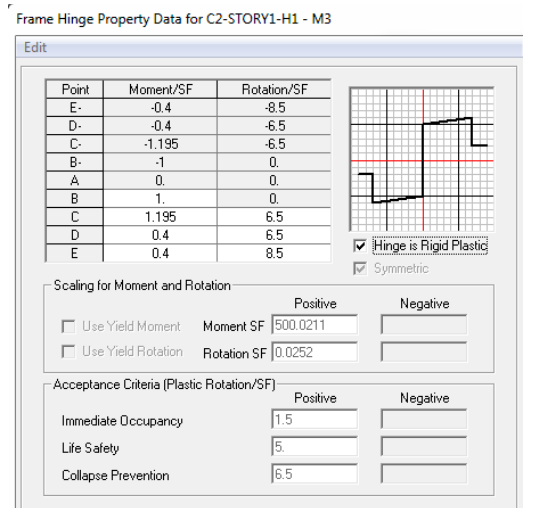 Frame Hinge Property Data for C2-STORY1-H1 - M3
Edit
Point Moment/SF Rotation/SF
E- -0.4 -8.5
D- -0.4 -6.5
C- -1.195 -6.5
B- -1 0.
A 0. 0.
B 1. 0.
C 1.195 6.5
D 0.4 6.5
E 0.4 8.5
Hinge is Rigid Plastic
Symmetric
Scaling for Moment and Rotation
Positive Negative
Use Yield Moment Moment SF 500.0211
Use Yield Rotation Rotation SF 0.0252
Acceptance Criteria (Plastic Rotation/SF)
Positive Negative
Immediate Occupancy 1.5
Life Safety 5.
Collapse Prevention 6.5